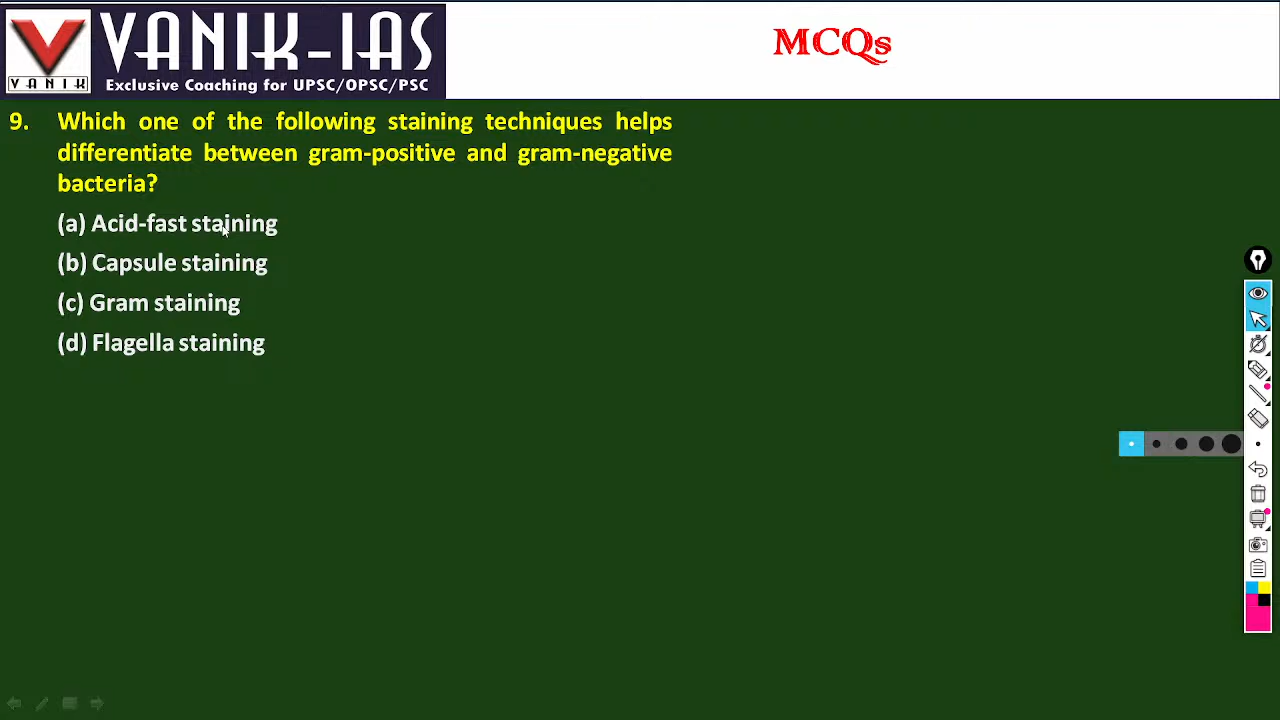 VANIK-IAS
VANIK
Exclusive Coaching for UPSC/OPSC/PSC
MCQs
9. Which one of the following staining techniques helps
differentiate between gram-positive and gram-negative
bacteria?
(a) Acid-fast staining
(b) Capsule staining
(c) Gram staining
(d) Flagella staining